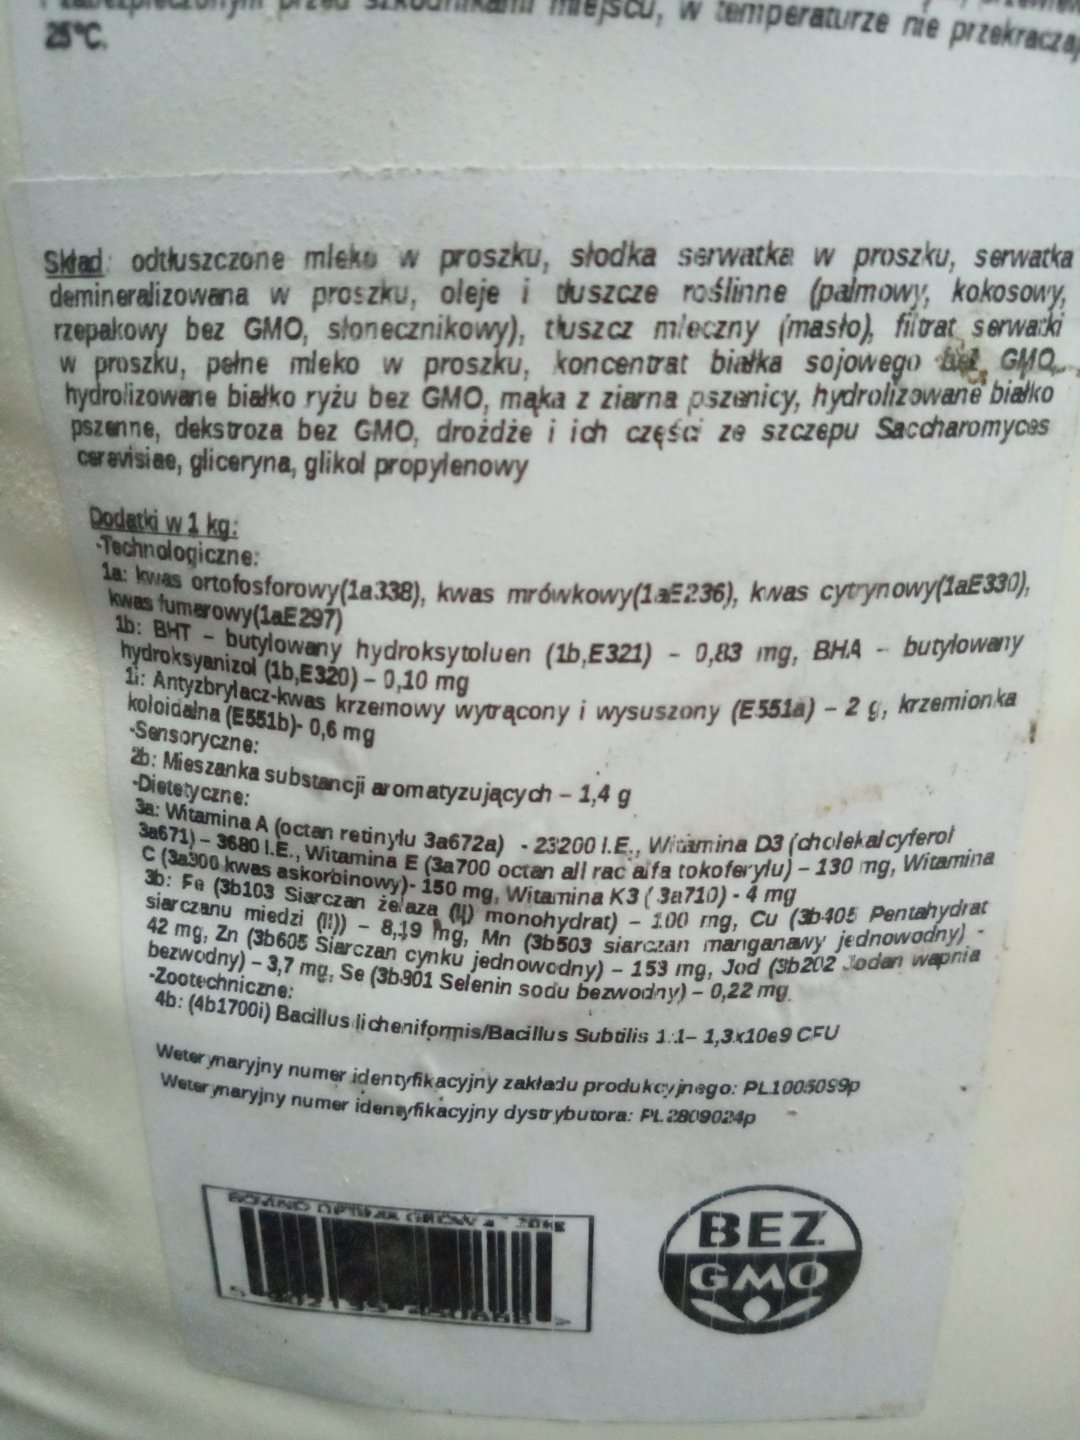 zabezpieczonym przed szkodnikami miejscu, w temperaturze nie przekraczaj
25°C.
Skład: odtłuszczone mleko w proszku, słodka serwatka w proszku, serwatka
demineralizowana w proszku, oleje i tłuszcze roślinne (palmowy, kokosowy,
rzepakowy bez GMO, słonecznikowy), tłuszcz mleczny (masło), filtrat serwatki
w proszku, pełne mleko w proszku, koncentrat białka sojowego bez GMO,
hydrolizowane białko ryżu bez GMO, mąka z ziarna pszenicy, hydrolizowane białko
pszenne, dekstroza bez GMO, drożdże i ich części ze szczepu Saccharomyces
cerevisiae, gliceryna, glikol propylenowy
Dodatki w 1 kg:
-Technologiczne:
1a: kwas ortofosforowy(1a338), kwas mrówkowy(1aE236), kwas cytrynowy(1aE330),
kwas fumarowy(1aE297)
1b: BHT – butylowany hydroksytoluen (1b,E321) – 0,83 mg, BHA - butylowany
hydroksyanizol (1b,E320) – 0,10 mg
1i: Antyzbrylacz-kwas krzemowy wytrącony i wysuszony (E551a) – 2 g, krzemionka
koloidalna (E551b)- 0,6 mg
-Sensoryczne:
2b: Mieszanka substancji aromatyzujących – 1,4 g
-Dietetyczne:
3a: Witamina A (octan retinylu 3a672a) - 23200 I.E., Witamina D3 (cholekalcyferol
3a671) – 3680 I.E., Witamina E (3a700 octan all rac alfa tokoferylu) – 130 mg, Witamina
C (3a300 kwas askorbinowy)- 150 mg, Witamina K3 ( 3a710) - 4 mg
3b: Fe (3b103 Siarczan żelaza (II) monohydrat) – 100 mg, Cu (3b405 Pentahydrat
siarczanu miedzi (II)) – 8,19 mg, Mn (3b503 siarczan manganawy jednowodny) -
42 mg, Zn (3b605 Siarczan cynku jednowodny) – 153 mg, Jod (3b202 Jodan wapnia
bezwodny) – 3,7 mg, Se (3b801 Selenin sodu bezwodny) – 0,22 mg
-Zootechniczne:
4b: (4b1700i) Bacillus licheniformis/Bacillus Subtilis 1:1– 1,3x10e9 CFU
Weterynaryjny numer identyfikacyjny zakładu produkcyjnego: PL1005099p
Weterynaryjny numer identyfikacyjny dystrybutora: PL2809024p
20KG
BEZ
GMO